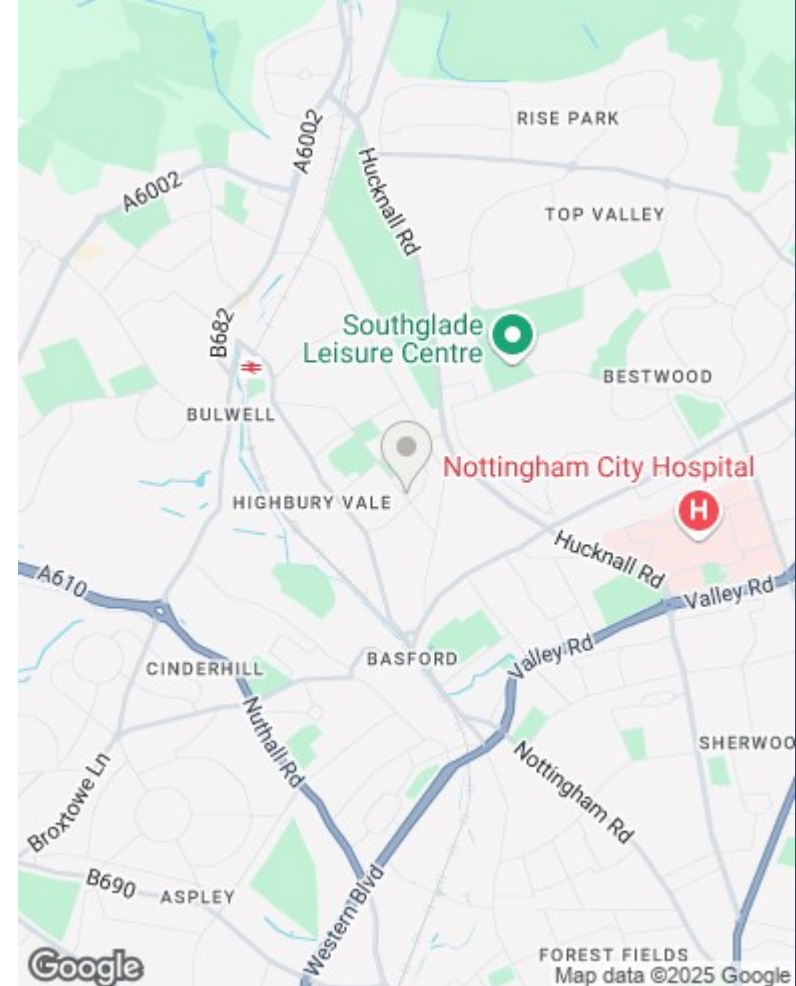 RISE PARK
A6002
A6002
Hucknall Rd
TOP VALLEY
B682
Southglade
Leisure Centre
BESTWOOD
BULWELL
Nottingham City Hospital
H
HIGHBURY VALE
Hucknall Rd
A610
Valley Rd
Valley Rd
BASFORD
CINDERHILL
Nuthall Rd
SHERWOO
Nottingham Rd
Broxtowe Ln
B690
ASPLEY
Western Blvd
FOREST FIELDS
Google
Map data ©2025 Google